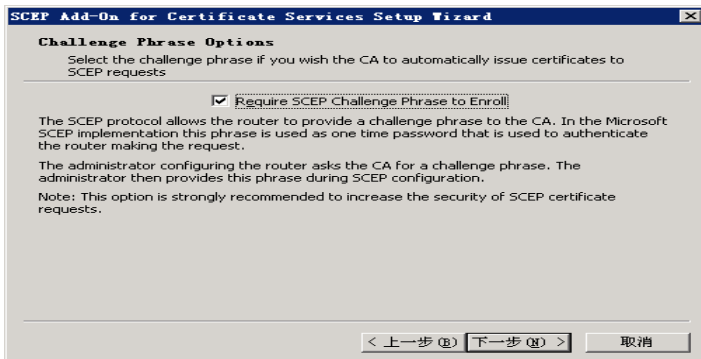 SCEP Add-On for Certificate Services Setup Wizard
Challenge Phrase Options
Select the challenge phrase if you wish the CA to automatically issue certificates to
SCEP requests
Require SCEP Challenge Phrase to Enroll
The SCEP protocol allows the router to provide a challenge phrase to the CA. In the Microsoft
SCEP implementation this phrase is used as one time password that is used to authenticate
the router making the request.
The administrator configuring the router asks the CA for a challenge phrase. The
administrator then provides this phrase during SCEP configuration.
Note: This option is strongly recommended to increase the security of SCEP certificate
requests.
< 上一步(B) 下一步(N) > 取消